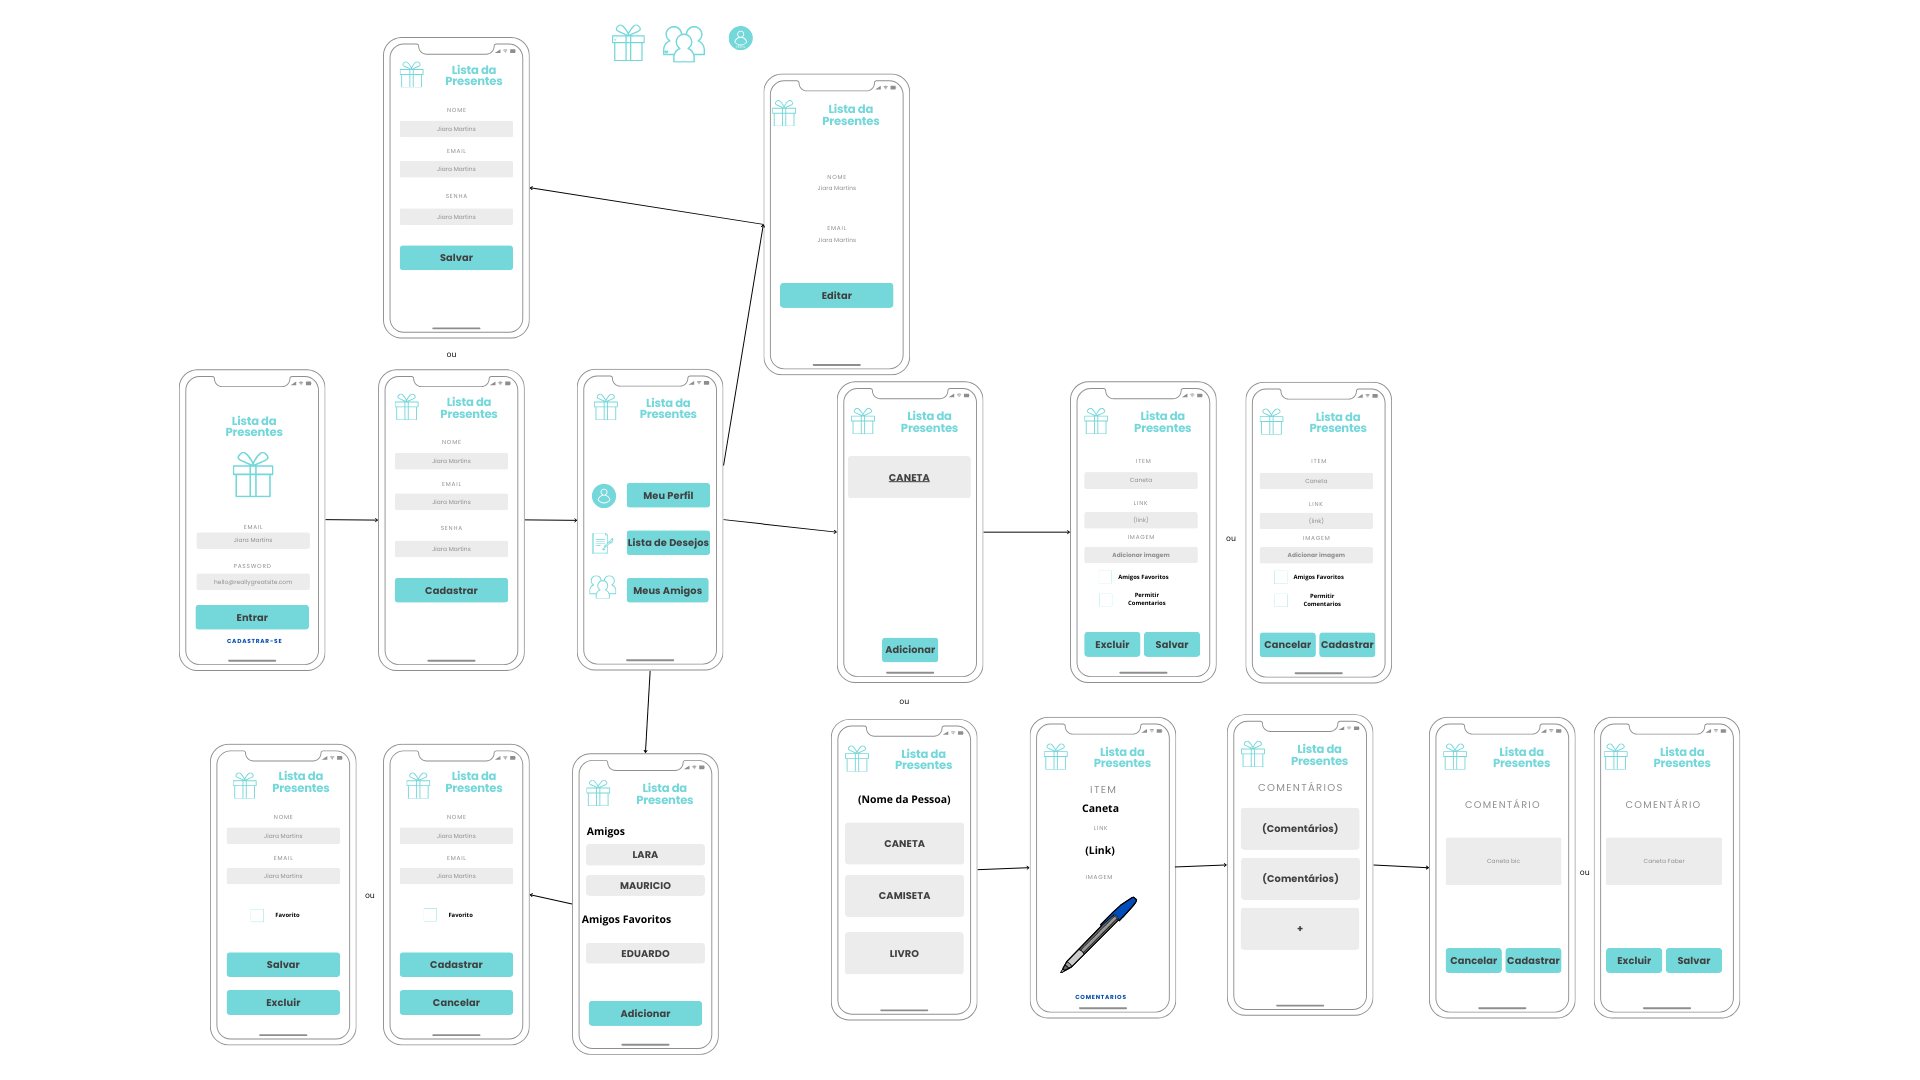 Lista da
Presentes
NOME
Jiara Martins
EMAIL
Jiara Martins
SENHA
Jiara Martins
Salvar
Lista da
Presentes
NOME
Jiara Martins
EMAIL
Jiara Martins
Editar
ou
Lista da
Presentes
EMAIL
Jiara Martins
PASSWORD
hello@reallygreatsite.com
Entrar
CADASTRAR-SE
Lista da
Presentes
NOME
Jiara Martins
EMAIL
Jiara Martins
SENHA
Jiara Martins
Cadastrar
Lista da
Presentes
Meu Perfil
Lista de Desejos
Meus Amigos
Lista da
Presentes
CANETA
Adicionar
Lista da
Presentes
ITEM
Caneta
LINK
(link)
IMAGEM
Adicionar imagem
Amigos Favoritos
Permitir
Comentarios
Excluir
Salvar
ou
Lista da
Presentes
ITEM
Caneta
LINK
(link)
IMAGEM
Adicionar imagem
Amigos Favoritos
Permitir
Comentarios
Cancelar
Cadastrar
ou
Lista da
Presentes
NOME
Jiara Martins
EMAIL
Jiara Martins
Favorito
Salvar
Excluir
ou
Lista da
Presentes
NOME
Jiara Martins
EMAIL
Jiara Martins
Favorito
Cadastrar
Cancelar
Lista da
Presentes
Amigos
LARA
MAURICIO
Amigos Favoritos
EDUARDO
Adicionar
Lista da
Presentes
(Nome da Pessoa)
CANETA
CAMISETA
LIVRO
Lista da
Presentes
ITEM
Caneta
LINK
(Link)
IMAGEM
COMENTARIOS
Lista da
Presentes
COMENTÁRIOS
(Comentários)
(Comentários)
+
Lista da
Presentes
COMENTÁRIO
Caneta bic
Cancelar
Cadastrar
ou
Lista da
Presentes
COMENTÁRIO
Caneta Faber
Excluir
Salvar